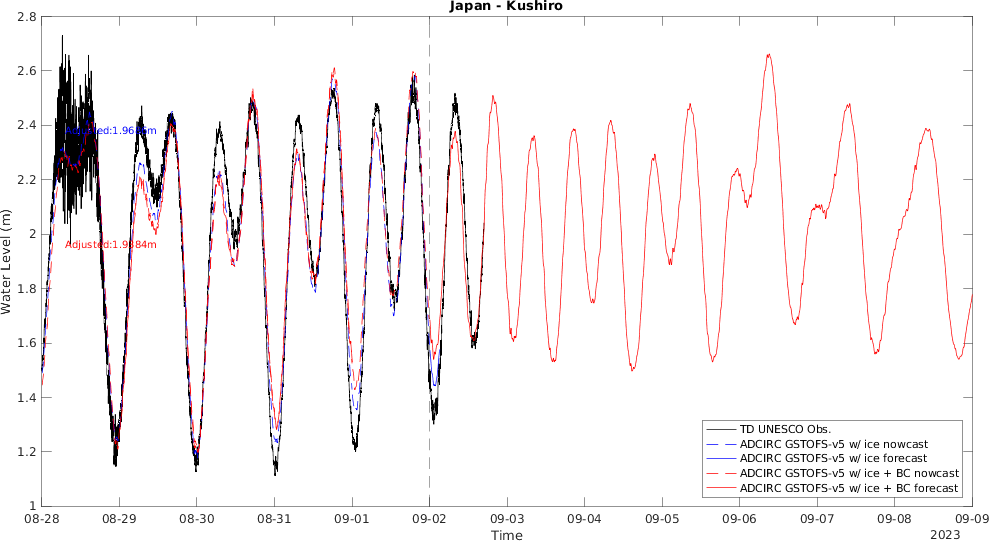 Japan - Kushiro
2.8
2.6
2.4
2.2
2
1.8
1.6
1.4
1.2
1
Water Level (m)
Adjusted:1.9384m
TD UNESCO Obs.
ADCIRC GSTOFS-v5 w/ ice nowcast
ADCIRC GSTOFS-v5 w/ ice forecast
ADCIRC GSTOFS-v5 w/ ice + BC nowcast
ADCIRC GSTOFS-v5 w/ ice + BC forecast
08-28 08-29 08-30 08-31 09-01 09-02 09-03 09-04 09-05 09-06 09-07 09-08 09-09
Time
2023